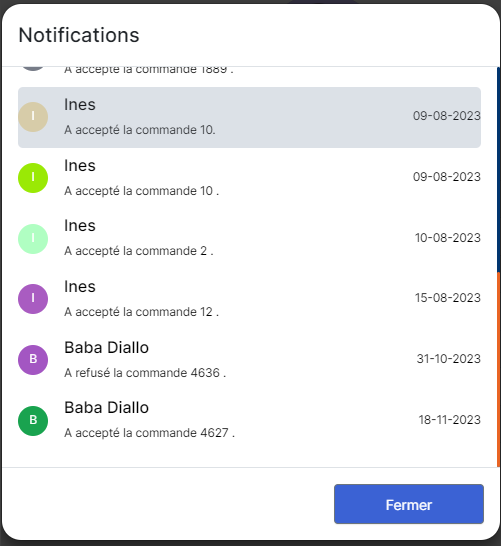 Notifications
A accepté la commande 1889 .
I
Ines
09-08-2023
A accepté la commande 10.
I
Ines
09-08-2023
A accepté la commande 10 .
I
Ines
10-08-2023
A accepté la commande 2 .
I
Ines
15-08-2023
A accepté la commande 12 .
B
Baba Diallo
31-10-2023
A refusé la commande 4636 .
B
Baba Diallo
18-11-2023
A accepté la commande 4627 .
Fermer